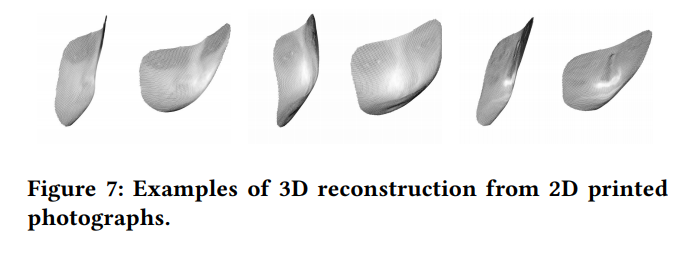 Figure 7: Examples of 3D reconstruction from 2D printed
photographs.